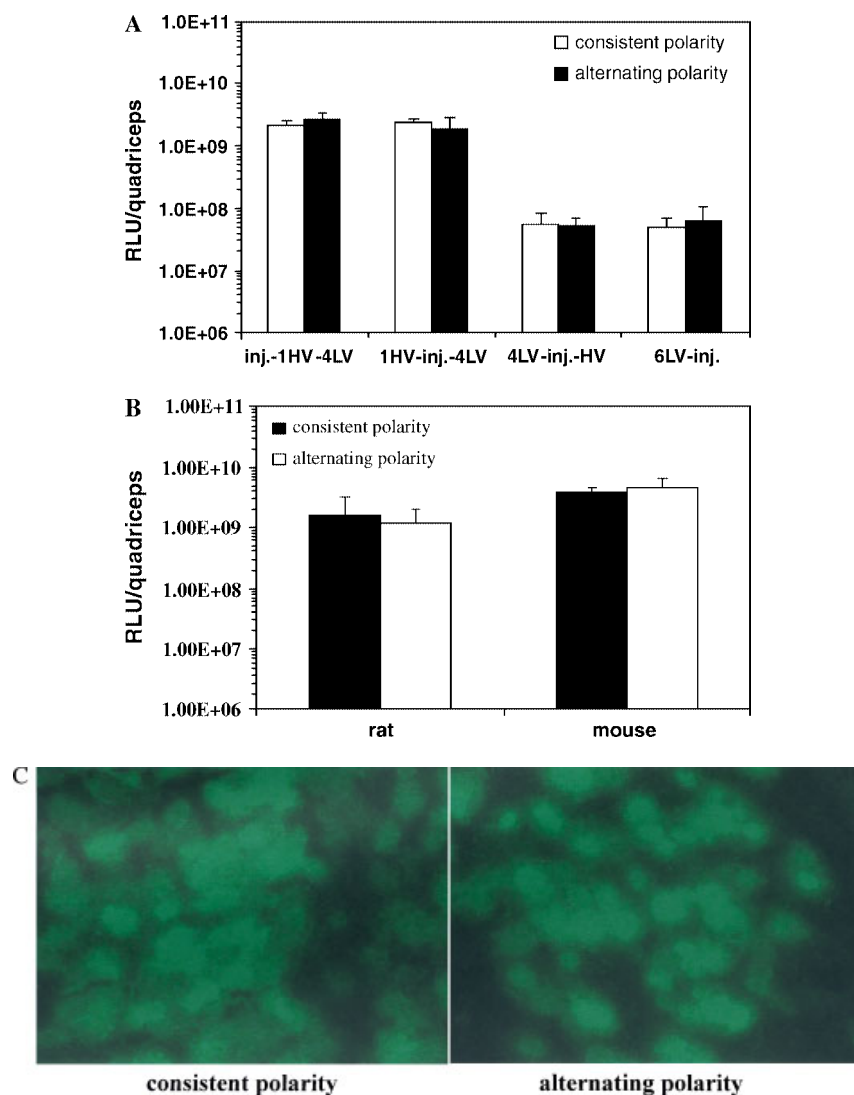 A
1.0E+11
1.0E+10
1.0E+09
1.0E+08
1.0E+07
1.0E+06
RLU/quadriceps
consistent polarity
alternating polarity
inj.-1HV-4LV 1HV-inj.-4LV 4LV-inj.-HV 6LV-inj.
B
1.00E+11
1.00E+10
1.00E+09
1.00E+08
1.00E+07
1.00E+06
RLU/quadriceps
consistent polarity
alternating polarity
rat mouse
C
consistent polarity alternating polarity